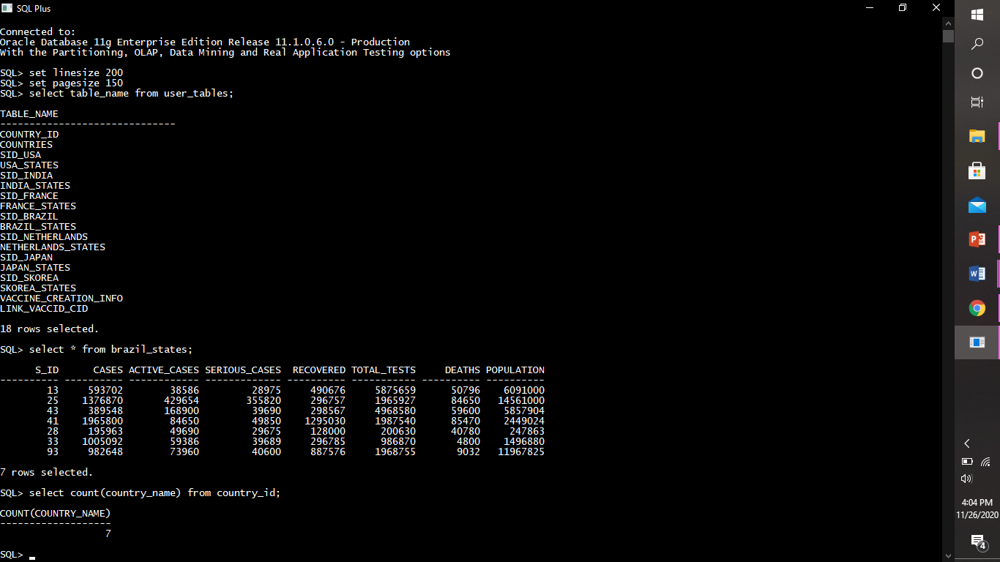 SQL Plus
Connected to:
Oracle Database 11g Enterprise Edition Release 11.1.0.6.0 - Production
With the Partitioning, OLAP, Data Mining and Real Application Testing options
SQL> set linesize 200
SQL> set pagesize 150
SQL> select table_name from user_tables;
TABLE_NAME
------------------------------
COUNTRY_ID
COUNTRIES
SID_USA
USA_STATES
SID_INDIA
INDIA_STATES
SID_FRANCE
FRANCE_STATES
SID_BRAZIL
BRAZIL_STATES
SID_NETHERLANDS
NETHERLANDS_STATES
SID_JAPAN
JAPAN_STATES
SID_SKOREA
SKOREA_STATES
VACCINE_CREATION_INFO
LINK_VACCID_CID
18 rows selected.
SQL> select * from brazil_states;
S_ID CASES ACTIVE_CASES SERIOUS_CASES RECOVERED TOTAL_TESTS DEATHS POPULATION
---------- ---------- ------------ ------------- ---------- ----------- ---------- ----------
13 593702 38586 28975 490676 5875659 50796 6091000
25 1376870 429654 355820 296757 1965927 84650 14561000
43 389548 168900 39690 298567 4968580 59600 5857904
41 1965800 84650 49850 1295030 1987540 85470 2449024
28 195963 49690 29675 128000 200630 40780 247863
33 1005092 59386 39689 296785 986870 4800 1496880
93 982648 73960 40600 887576 1968755 9032 11967825
7 rows selected.
SQL> select count(country_name) from country_id;
COUNT(COUNTRY_NAME)
-------------------
7
SQL>
4:04 PM
11/26/2020
4